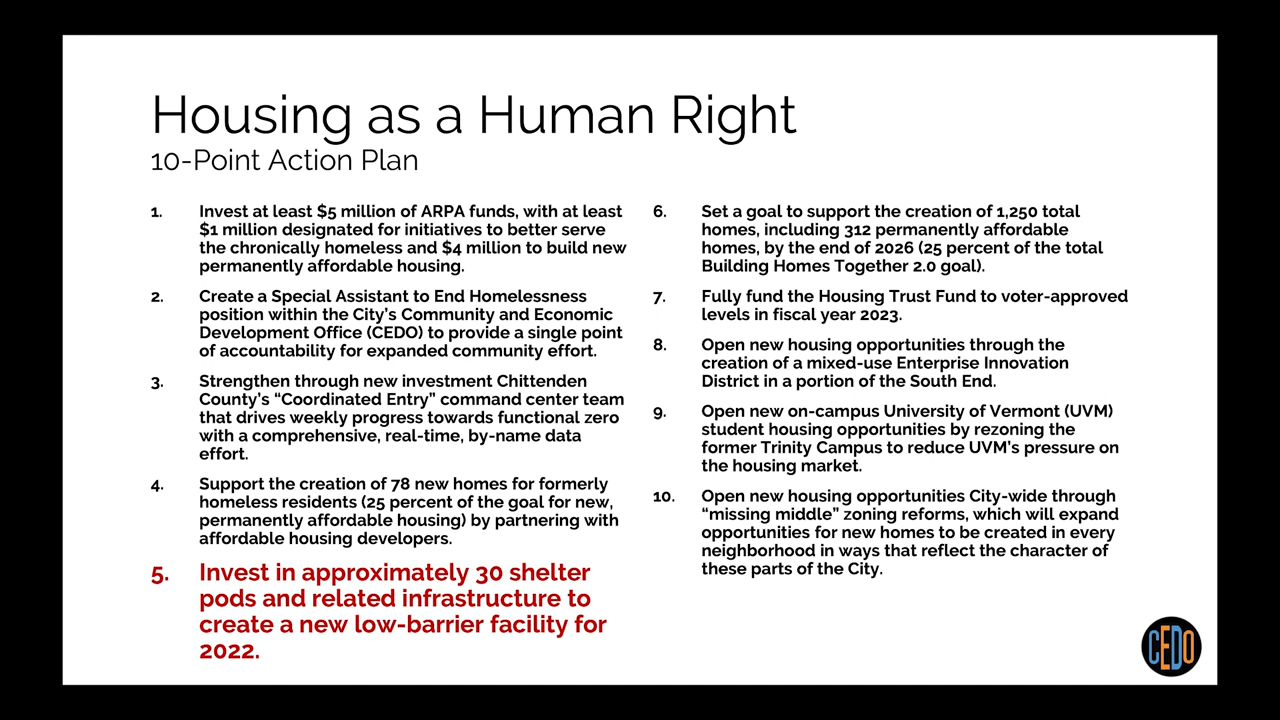 Housing as a Human Right
10-Point Action Plan
1. Invest at least $5 million of ARPA funds, with at least
$1 million designated for initiatives to better serve
the chronically homeless and $4 million to build new
permanently affordable housing.
2. Create a Special Assistant to End Homelessness
position within the City’s Community and Economic
Development Office (CEDO) to provide a single point
of accountability for expanded community effort.
3. Strengthen through new investment Chittenden
County’s “Coordinated Entry” command center team
that drives weekly progress towards functional zero
with a comprehensive, real-time, by-name data
effort.
4. Support the creation of 78 new homes for formerly
homeless residents (25 percent of the goal for new,
permanently affordable housing) by partnering with
affordable housing developers.
5. Invest in approximately 30 shelter
pods and related infrastructure to
create a new low-barrier facility for
2022.
6. Set a goal to support the creation of 1,250 total
homes, including 312 permanently affordable
homes, by the end of 2026 (25 percent of the total
Building Homes Together 2.0 goal).
7. Fully fund the Housing Trust Fund to voter-approved
levels in fiscal year 2023.
8. Open new housing opportunities through the
creation of a mixed-use Enterprise Innovation
District in a portion of the South End.
9. Open new on-campus University of Vermont (UVM)
student housing opportunities by rezoning the
former Trinity Campus to reduce UVM’s pressure on
the housing market.
10. Open new housing opportunities City-wide through
“missing middle” zoning reforms, which will expand
opportunities for new homes to be created in every
neighborhood in ways that reflect the character of
these parts of the City.
CEDO